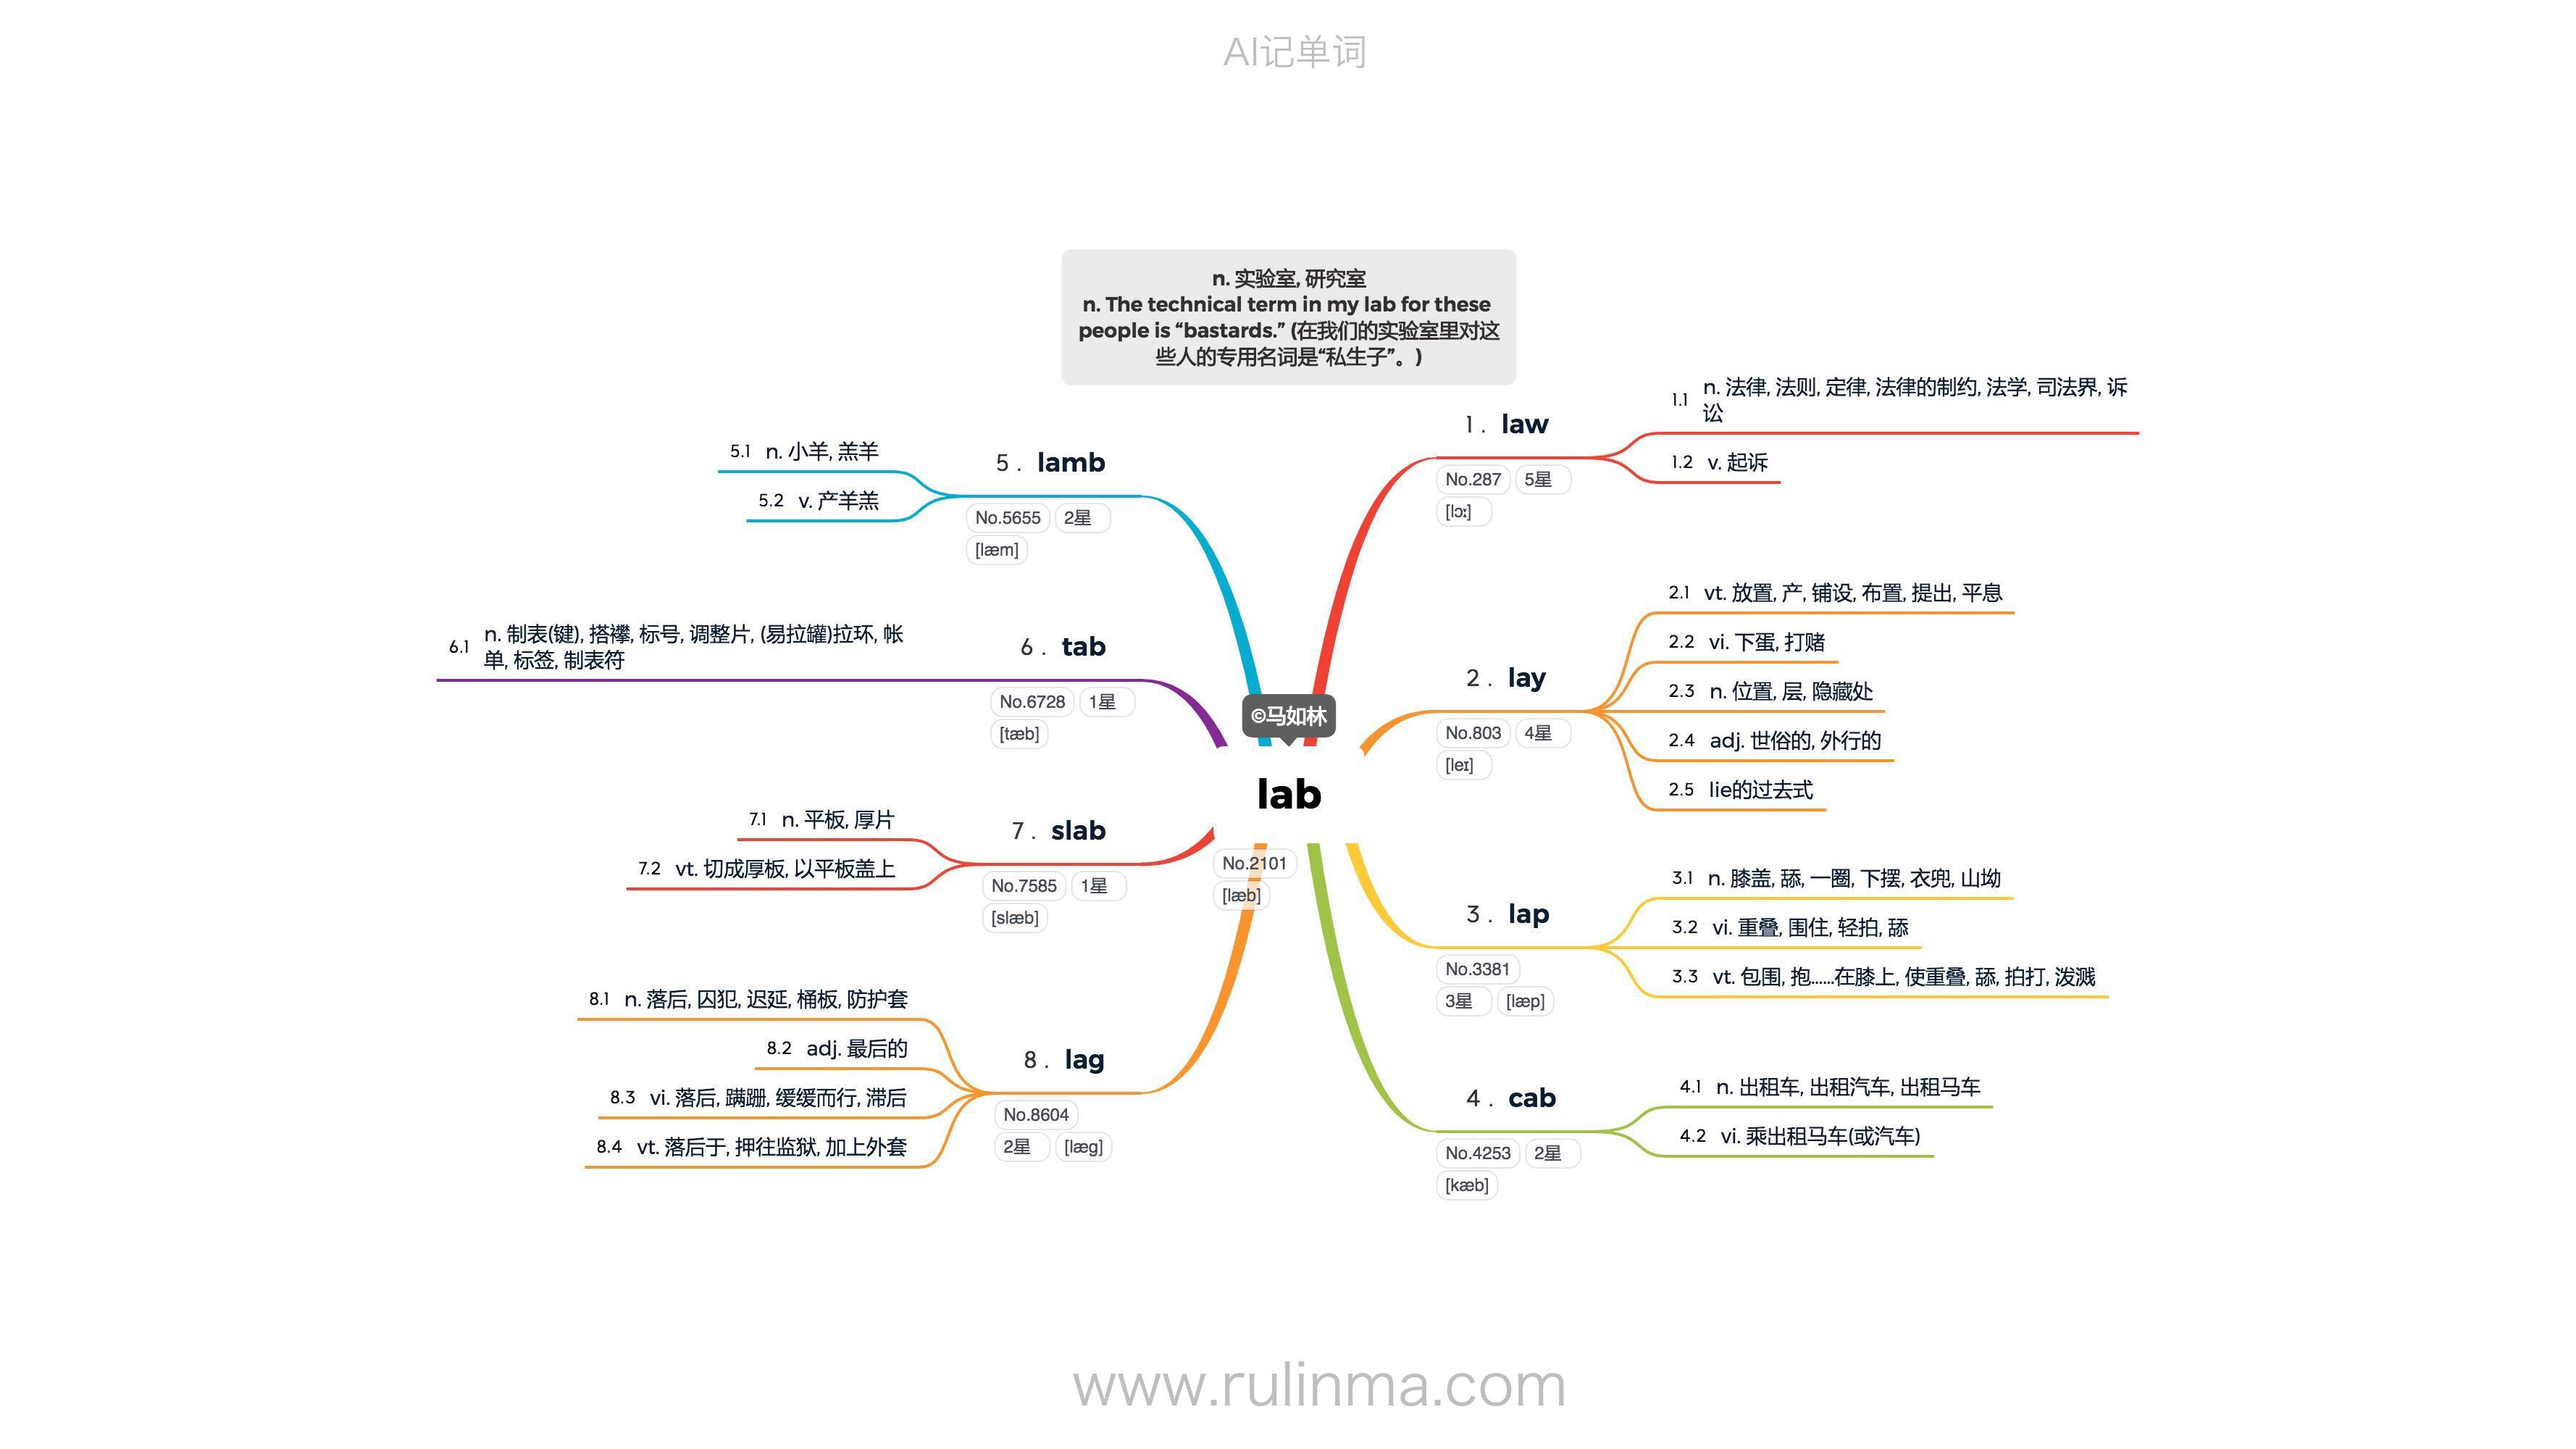 AI记单词
n. 实验室, 研究室
n. The technical term in my lab for these
people is “bastards.” (在我们的实验室里对这
些人的专用名词是“私生子”。)
©马如林
lab
No.2101
[læb]
1 . law
No.287 5星
[lɔː]
1.1 n. 法律, 法则, 定律, 法律的制约, 法学, 司法界, 诉
讼
1.2 v. 起诉
2 . lay
No.803 4星
[leɪ]
2.1 vt. 放置, 产, 铺设, 布置, 提出, 平息
2.2 vi. 下蛋, 打赌
2.3 n. 位置, 层, 隐藏处
2.4 adj. 世俗的, 外行的
2.5 lie的过去式
3 . lap
No.3381
3星 [læp]
3.1 n. 膝盖, 舔, 一圈, 下摆, 衣兜, 山坳
3.2 vi. 重叠, 围住, 轻拍, 舔
3.3 vt. 包围, 抱……在膝上, 使重叠, 舔, 拍打, 泼溅
4 . cab
No.4253 2星
[kæb]
4.1 n. 出租车, 出租汽车, 出租马车
4.2 vi. 乘出租马车(或汽车)
5 . lamb
No.5655 2星
[læm]
5.1 n. 小羊, 羔羊
5.2 v. 产羊羔
6 . tab
No.6728 1星
[tæb]
6.1 n. 制表(键), 搭襻, 标号, 调整片, (易拉罐)拉环, 帐
单, 标签, 制表符
7 . slab
No.7585 1星
[slæb]
7.1 n. 平板, 厚片
7.2 vt. 切成厚板, 以平板盖上
8 . lag
No.8604
2星 [læg]
8.1 n. 落后, 囚犯, 迟延, 桶板, 防护套
8.2 adj. 最后的
8.3 vi. 落后, 蹒跚, 缓缓而行, 滞后
8.4 vt. 落后于, 押往监狱, 加上外套
www.rulinma.com